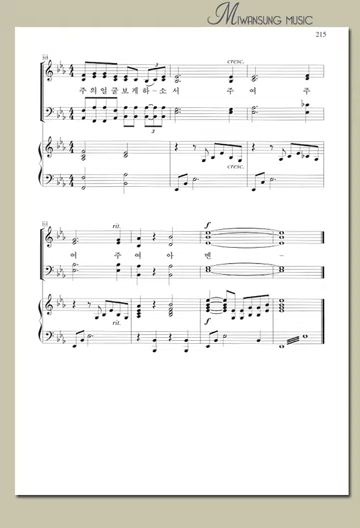 MIWANSUNG MUSIC
215
cresc.
주의얼굴보게하-소서 주여 주
3
cresc.
rit. f
여 주여아 멘 -
rit. f